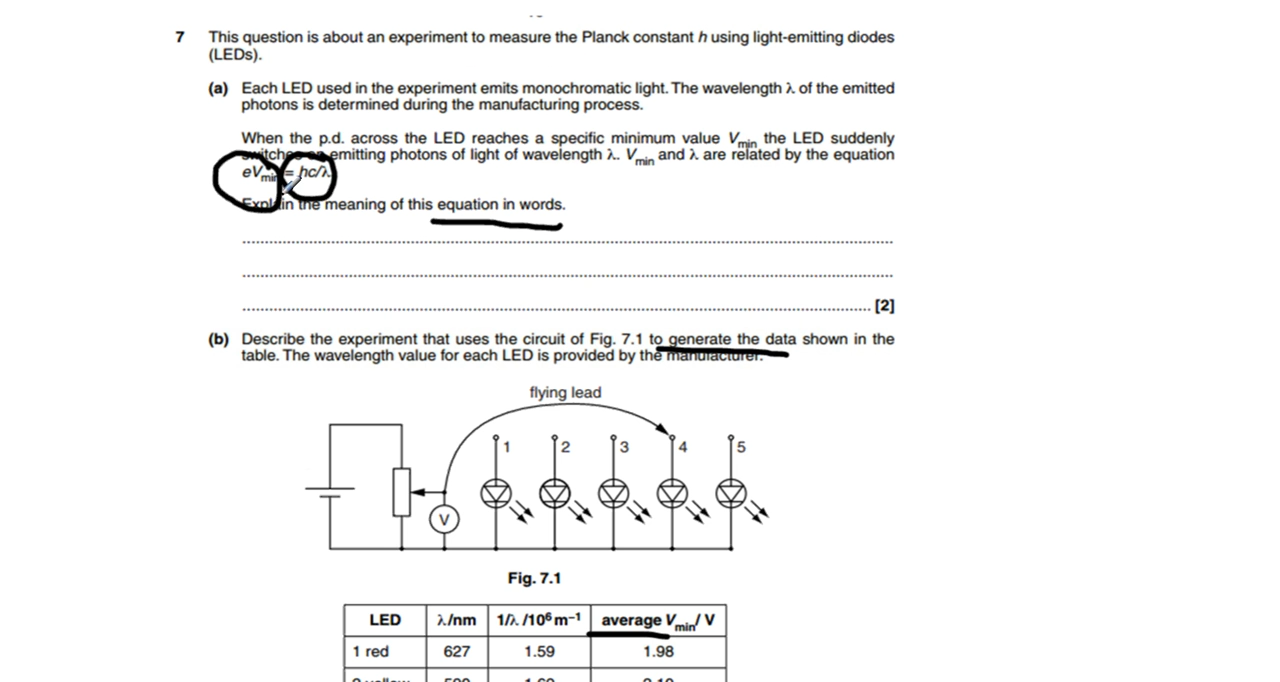 7 This question is about an experiment to measure the Planck constant h using light-emitting diodes
(LEDs).
(a) Each LED used in the experiment emits monochromatic light. The wavelength λ of the emitted
photons is determined during the manufacturing process.
When the p.d. across the LED reaches a specific minimum value Vmin the LED suddenly
switches on emitting photons of light of wavelength λ. Vmin and λ are related by the equation
eVmin = hc/λ.
Explain the meaning of this equation in words.
[2]
(b) Describe the experiment that uses the circuit of Fig. 7.1 to generate the data shown in the
table. The wavelength value for each LED is provided by the manufacturer.
flying lead
1 2 3 4 5
V
Fig. 7.1
LED λ/nm 1/λ /10⁶ m⁻¹ average Vmin/ V
1 red 627 1.59 1.98